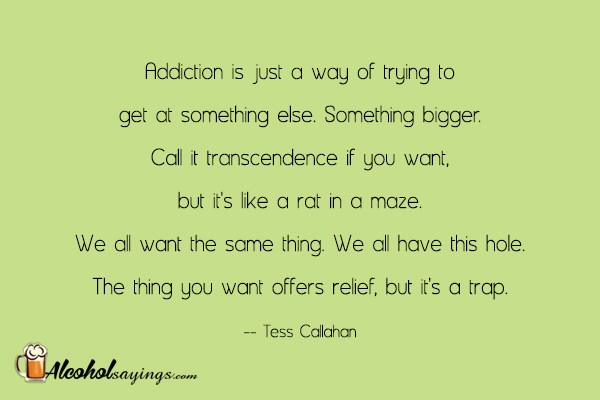 Addiction is just a way of trying to
get at something else. Something bigger.
Call it transcendence if you want,
but it's like a rat in a maze.
We all want the same thing. We all have this hole.
The thing you want offers relief, but it's a trap.
-- Tess Callahan
Alcoholsayings.com